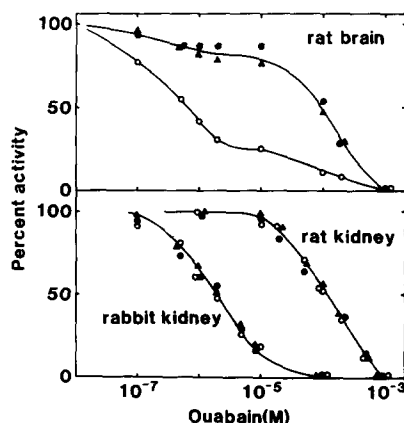 100
rat brain
50
0
Percent activity
100
rat kidney
50
rabbit kidney
0
10-7
10-5
10-3
Ouabain(M)